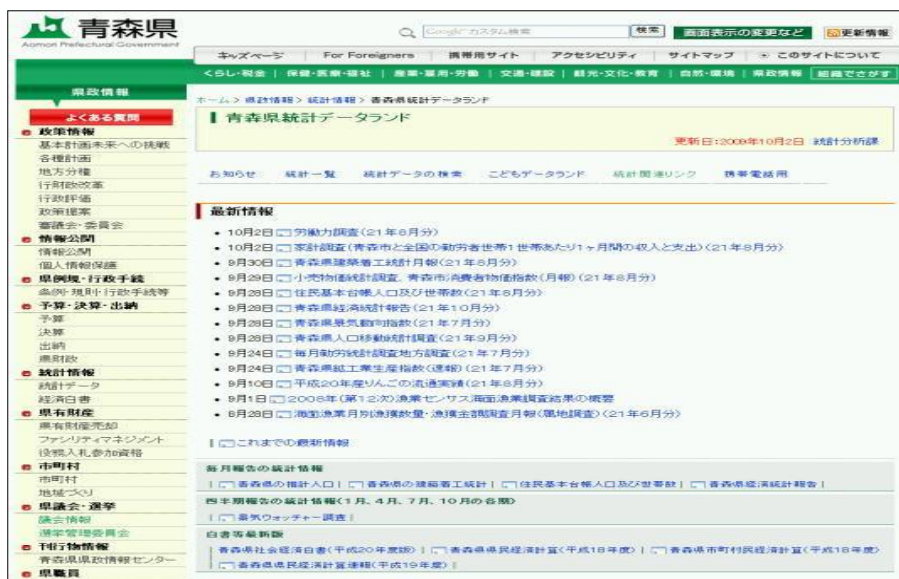 青森県
Aomori Prefectural Government
Google カスタム検索
検索
画面表示の変更など
更新情報
キッズページ | For Foreigners | 携帯用サイト | アクセシビリティ | サイトマップ | このサイトについて
くらし・税金 | 保健・医療・福祉 | 産業・雇用・労働 | 交通・建設 | 観光・文化・教育 | 自然・環境 | 県政情報 | 組織でさがす
県政情報
よくある質問
政策情報
基本計画未来への挑戦
各種計画
地方分権
行財政改革
行政評価
政策提案
審議会・委員会
情報公開
情報公開
個人情報保護
県例規・行政手続
条例・規則・行政手続等
予算・決算・出納
予算
決算
出納
県財政
統計情報
統計データ
経済白書
県有財産
県有財産売却
ファシリティマネジメント
役務入札参加資格
市町村
市町村
地域づくり
県議会・選挙
議会情報
選挙管理委員会
刊行物情報
青森県県政情報センター
県職員
ホーム > 県政情報 > 統計情報 > 青森県統計データランド
青森県統計データランド
更新日:2009年10月2日 統計分析課
お知らせ 統計一覧 統計データの検索 こどもデータランド 統計関連リンク 携帯電話用
最新情報
10月2日 労働力調査(21年8月分)
10月2日 家計調査(青森市と全国の勤労者世帯1世帯あたり1ヶ月間の収入と支出)(21年8月分)
9月30日 青森県建築着工統計月報(21年8月分)
9月29日 小売物価統計調査、青森市消費者物価指数(月報)(21年8月分)
9月28日 住民基本台帳人口及び世帯数(21年8月分)
9月28日 青森県経済統計報告(21年10月分)
9月28日 青森県景気動向指数(21年7月分)
9月28日 青森県人口移動統計調査(21年9月分)
9月24日 毎月勤労統計調査地方調査(21年7月分)
9月24日 青森県鉱工業生産指数(速報)(21年7月分)
9月10日 平成20年産りんごの流通実績(21年8月分)
9月1日 2008年(第12次)漁業センサス海面漁業調査結果の概要
8月28日 海面漁業月別漁獲数量・漁獲金額調査月報(属地調査)(21年6月分)
| これまでの最新情報
毎月報告の統計情報
| 青森県の推計人口 | 青森県の建築着工統計 | 住民基本台帳人口及び世帯数 | 青森県経済統計報告 |
四半期報告の統計情報(1月、4月、7月、10月の各期)
| 景気ウォッチャー調査 |
白書等最新版
青森県社会経済白書(平成20年度版) | 青森県県民経済計算(平成18年度) | 青森県市町村民経済計算(平成18年度)
| 青森県県民経済計算速報(平成19年度) |